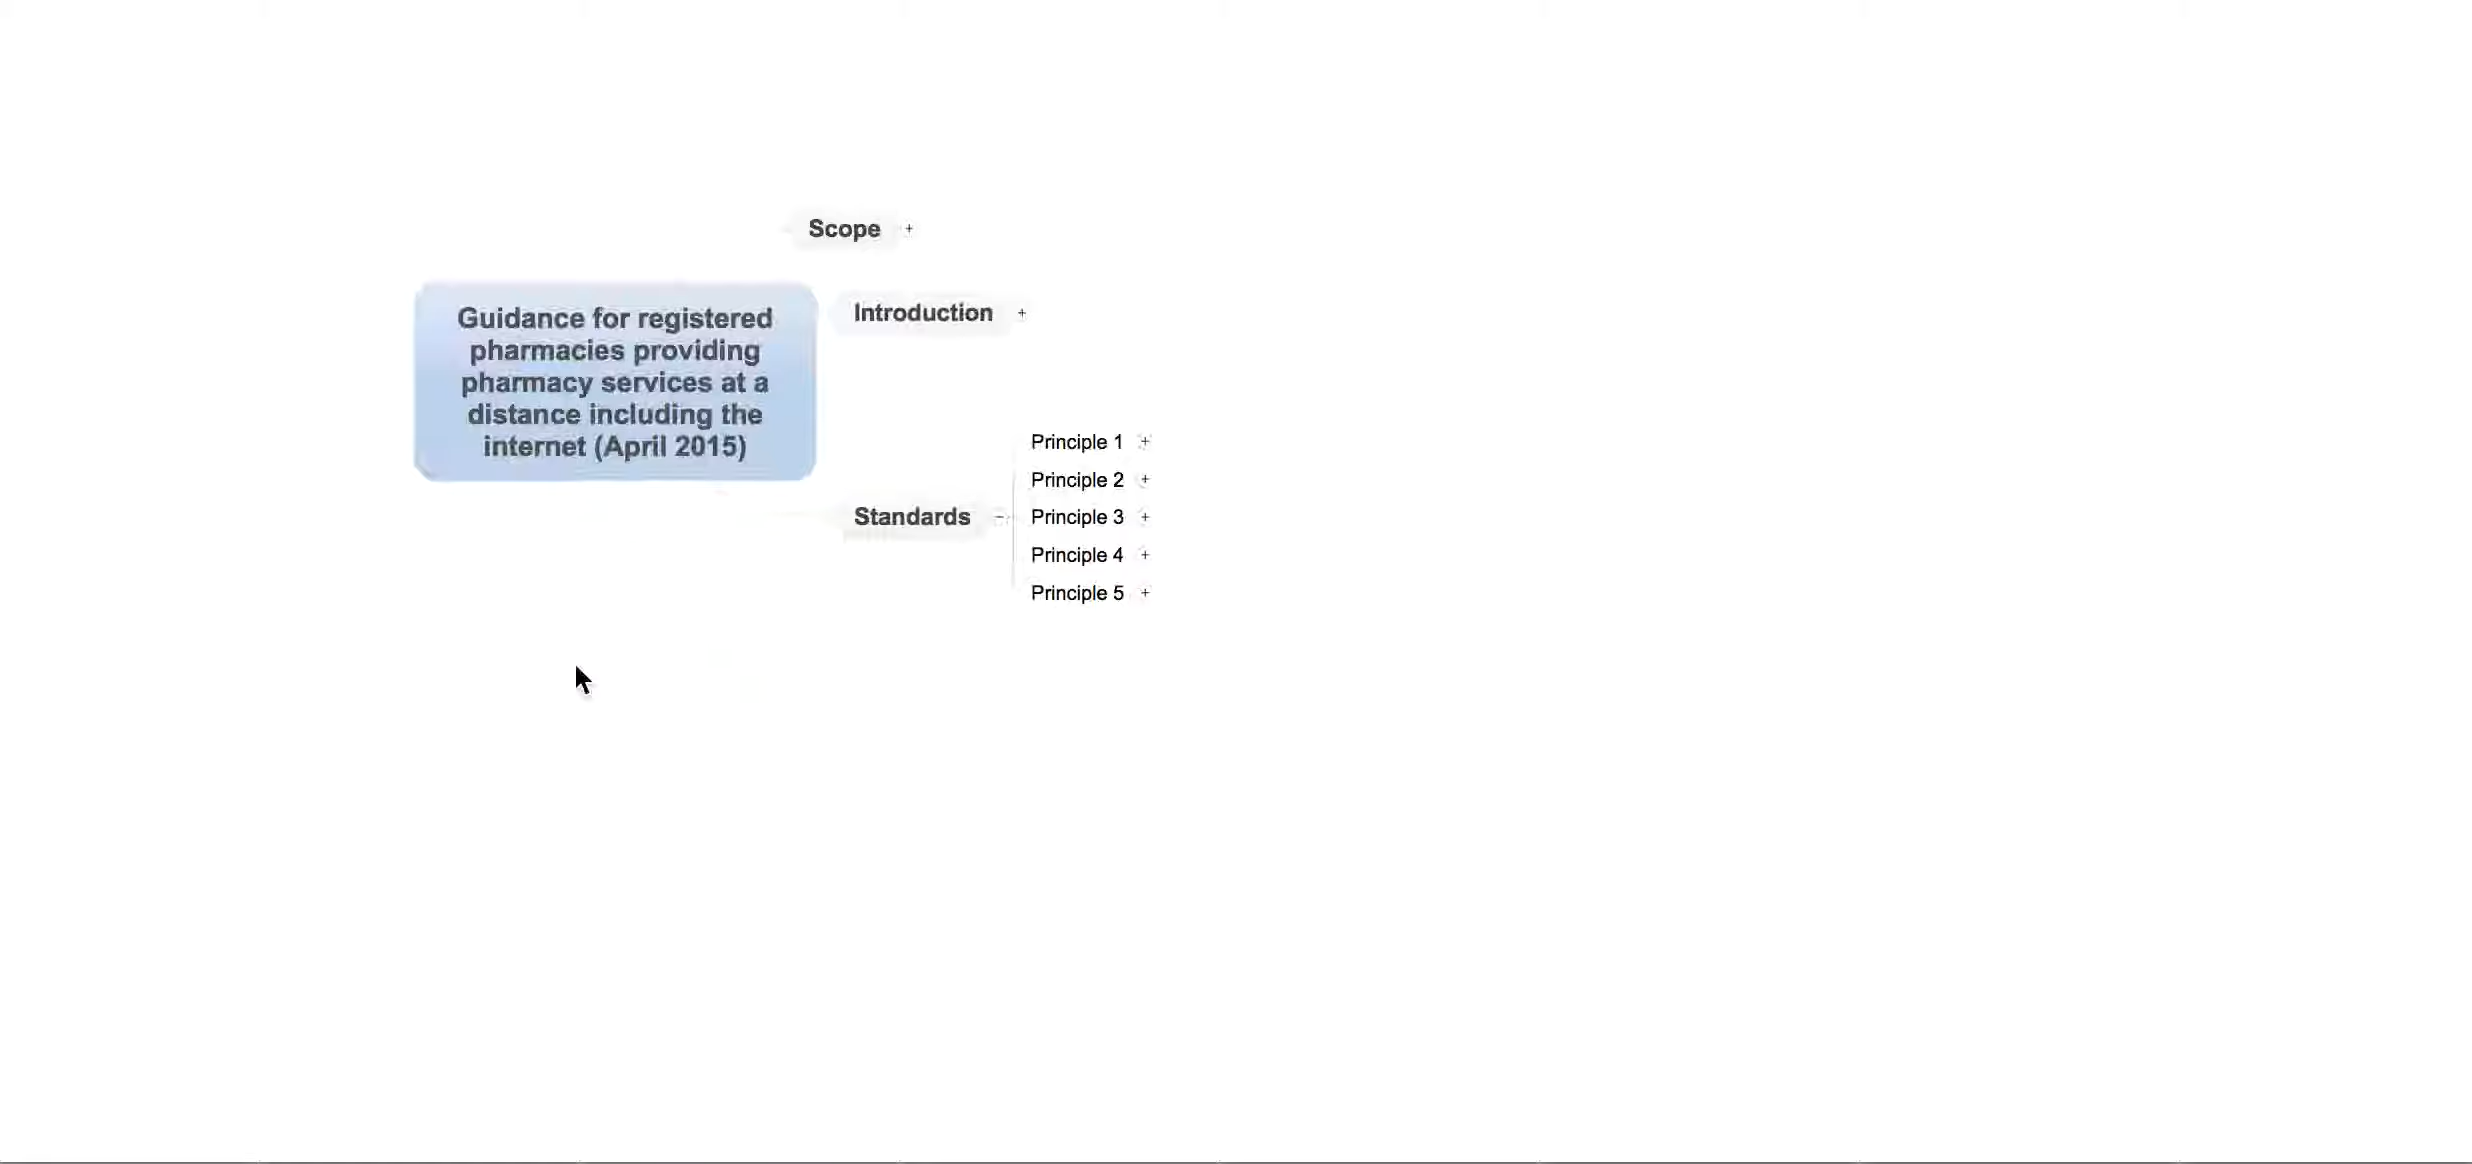 Scope +
Guidance for registered
pharmacies providing
pharmacy services at a
distance including the
internet (April 2015)
Introduction +
Standards -
Principle 1 +
Principle 2 +
Principle 3 +
Principle 4 +
Principle 5 +